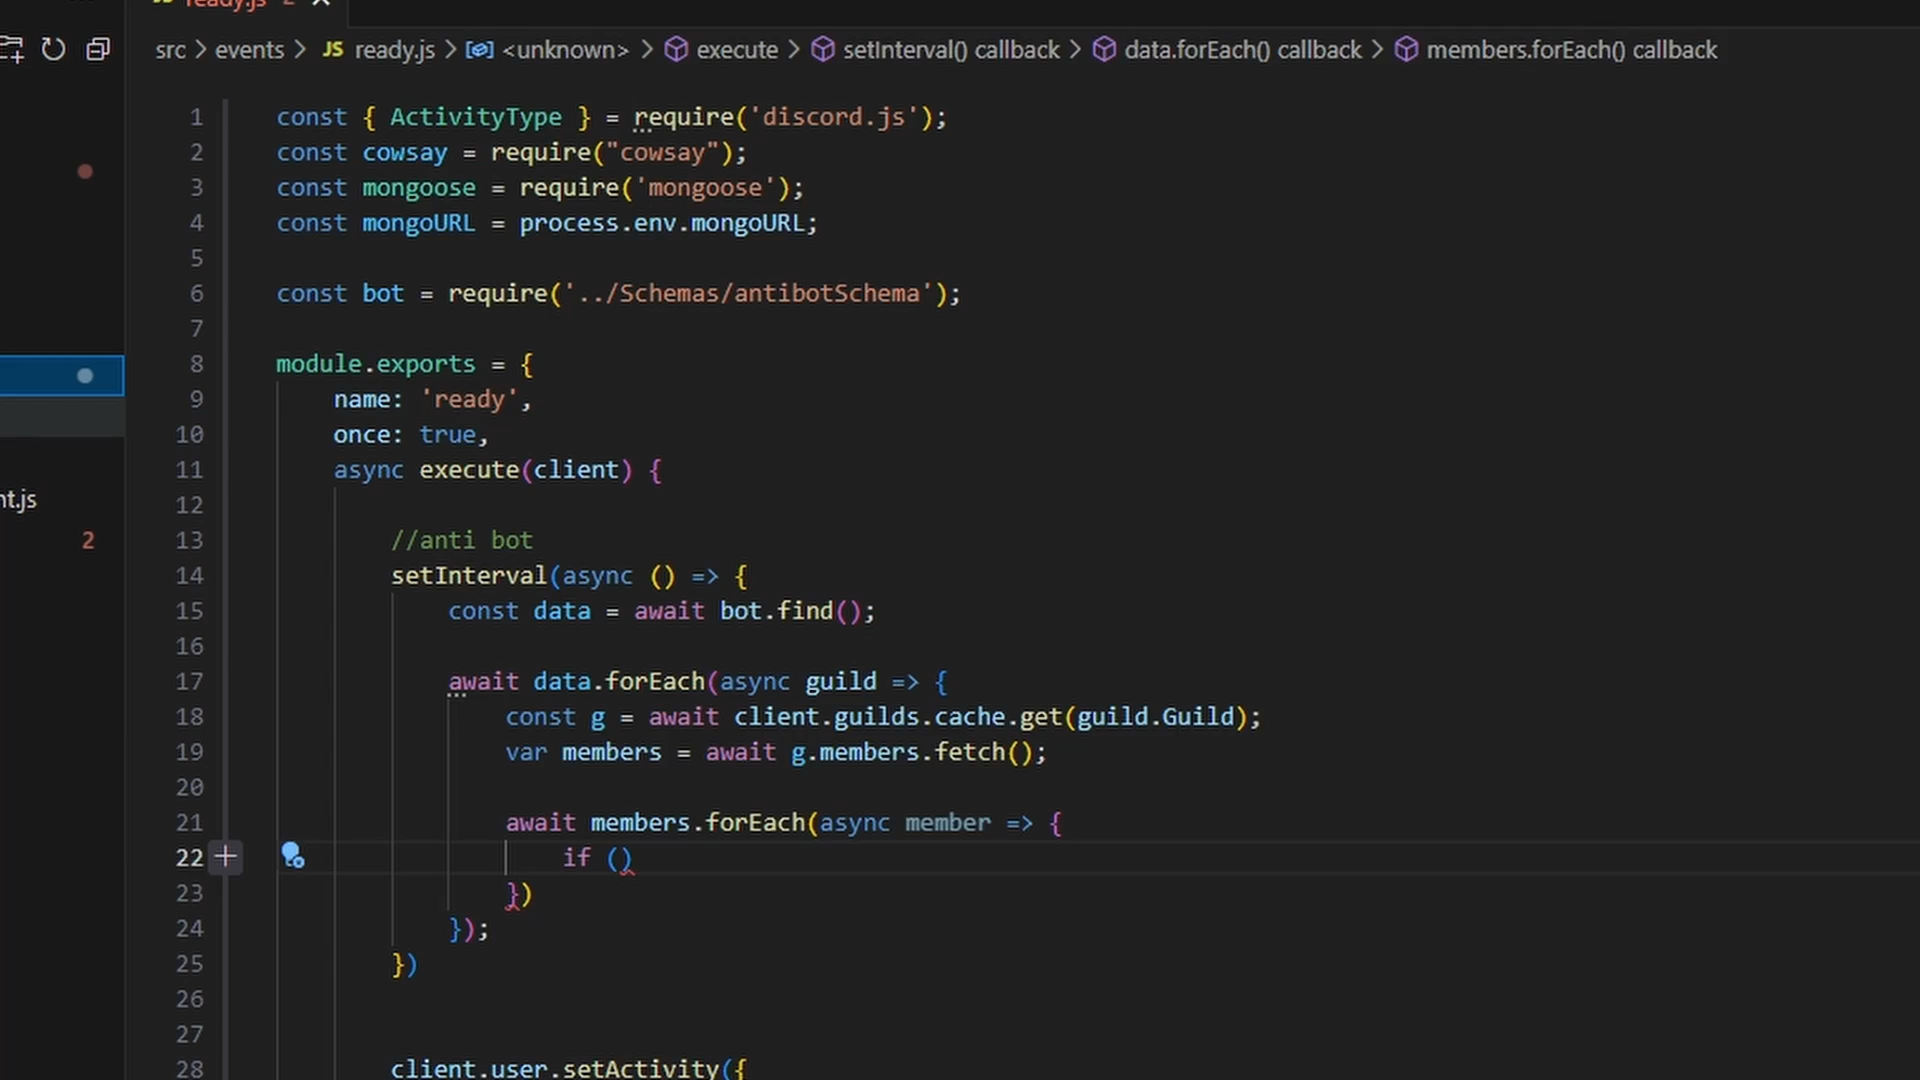 ready.js 2
src > events > JS ready.js > <unknown> > execute > setInterval() callback > data.forEach() callback > members.forEach() callback
1 const { ActivityType } = require('discord.js');
2 const cowsay = require("cowsay");
3 const mongoose = require('mongoose');
4 const mongoURL = process.env.mongoURL;
5
6 const bot = require('../Schemas/antibotSchema');
7
8 module.exports = {
9 name: 'ready',
10 once: true,
11 async execute(client) {
nt.js
12
2
13 //anti bot
14 setInterval(async () => {
15 const data = await bot.find();
16
17 await data.forEach(async guild => {
18 const g = await client.guilds.cache.get(guild.Guild);
19 var members = await g.members.fetch();
20
21 await members.forEach(async member => {
22 if ()
23 })
24 });
25 })
26
27
28 client.user.setActivity({